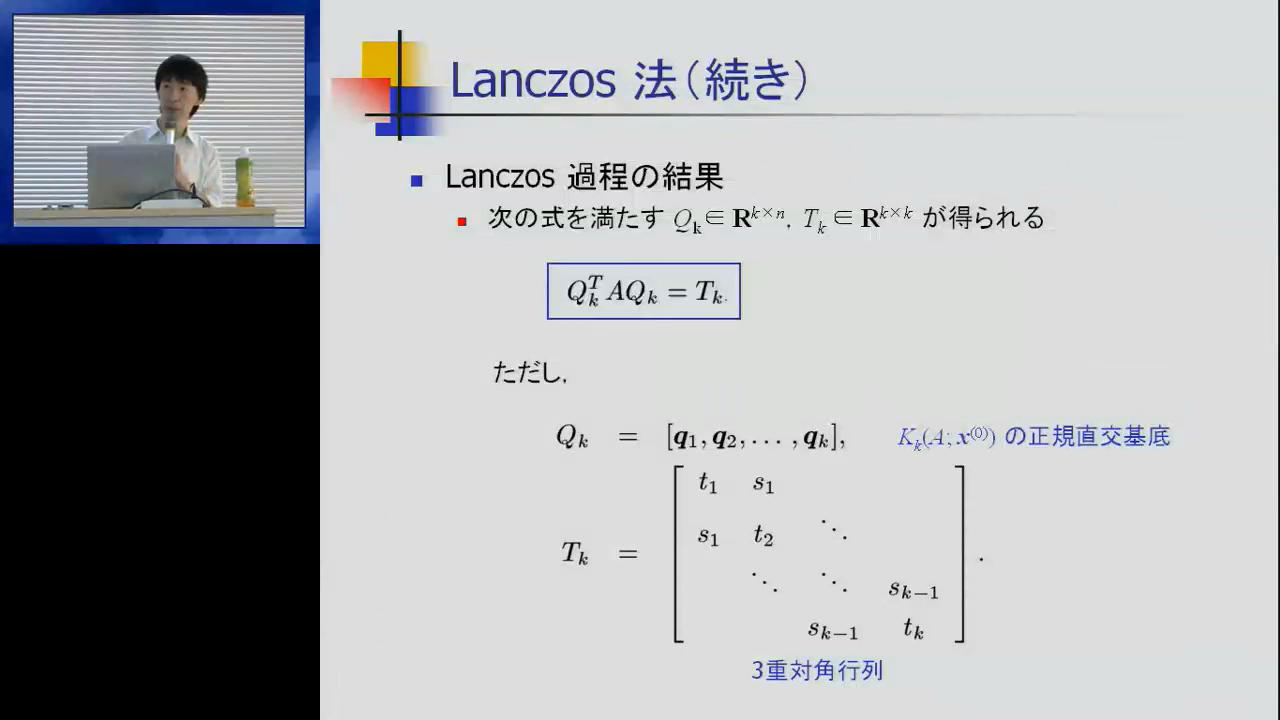 Lanczos 法（続き）
Lanczos 過程の結果
次の式を満たす Qk ∈ R^{k×n}, Tk ∈ R^{k×k} が得られる
Q_k^T A Q_k = T_k.
ただし,
Q_k = [q_1, q_2, ..., q_k], K_k(A; x^{(0)}) の正規直交基底
t_1 s_1
s_1 t_2 ⋱
T_k = .
⋱ ⋱ s_{k−1}
s_{k−1} t_k
3重対角行列